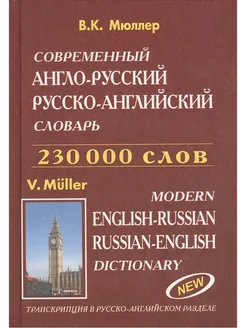 В.К. Мюллер
СОВРЕМЕННЫЙ
АНГЛО-РУССКИЙ
РУССКО-АНГЛИЙСКИЙ
СЛОВАРЬ
230 000 СЛОВ
V. Müller
MODERN
ENGLISH-RUSSIAN
RUSSIAN-ENGLISH
DICTIONARY
NEW
ТРАНСКРИПЦИЯ В РУССКО-АНГЛИЙСКОМ РАЗДЕЛЕ